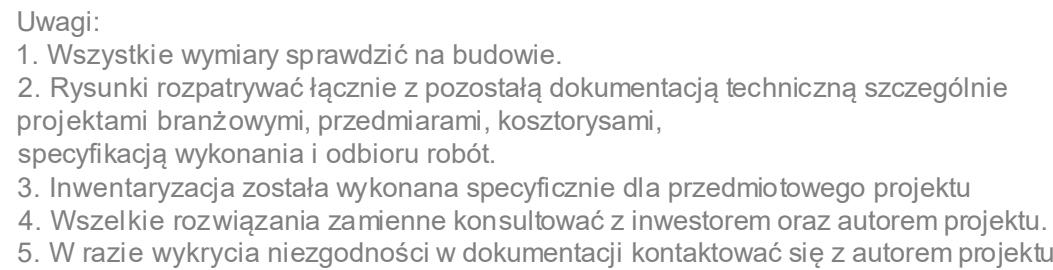 Uwagi:
1. Wszystkie wymiary sprawdzić na budowie.
2. Rysunki rozpatrywać łącznie z pozostałą dokumentacją techniczną szczególnie
projektami branżowymi, przedmiarami, kosztorysami,
specyfikacją wykonania i odbioru robót.
3. Inwentaryzacja została wykonana specyficznie dla przedmiotowego projektu
4. Wszelkie rozwiązania zamienne konsultować z inwestorem oraz autorem projektu.
5. W razie wykrycia niezgodności w dokumentacji kontaktować się z autorem projektu